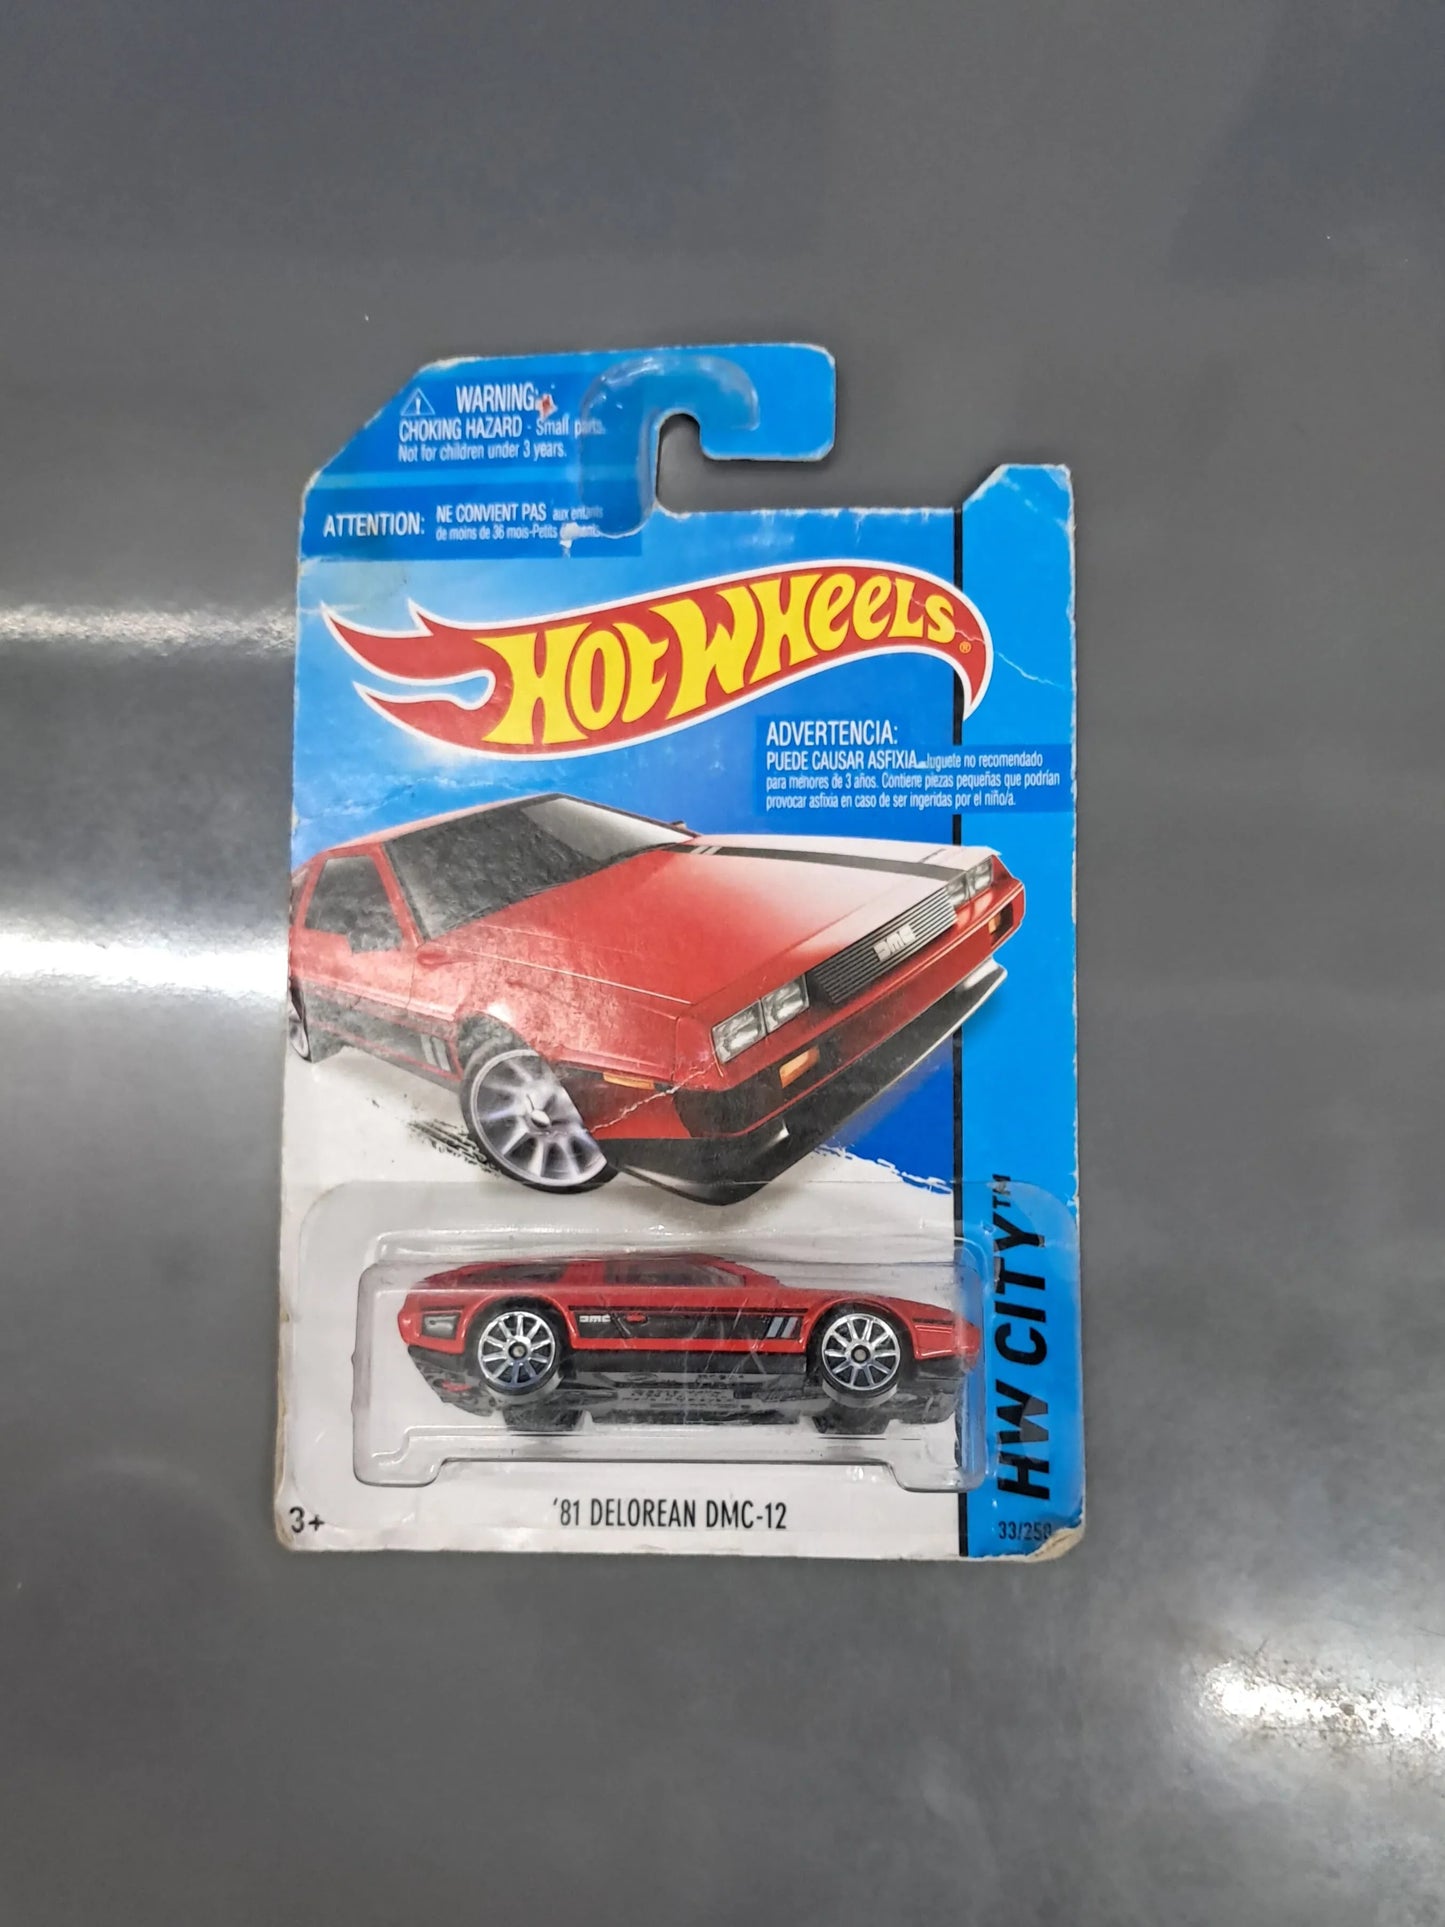 WARNING:
CHOKING HAZARD - Small parts.
Not for children under 3 years.
ATTENTION: NE CONVIENT PAS aux enfants
de moins de 36 mois-Petits éléments.
HOT WHEELS®
ADVERTENCIA:
PUEDE CAUSAR ASFIXIA. Juguete no recomendado
para menores de 3 años. Contiene piezas pequeñas que podrían
provocar asfixia en caso de ser ingeridas por el niño/a.
DMC
DMC
HW CITY™
3+
'81 DELOREAN DMC-12
33/250